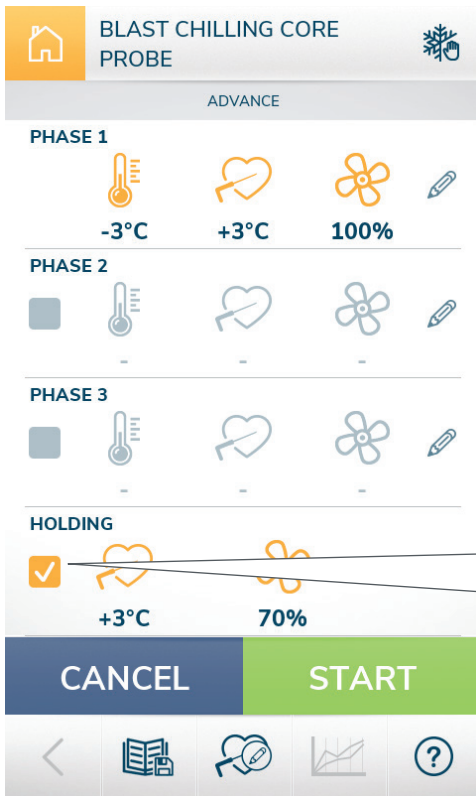 BLAST CHILLING CORE
PROBE
ADVANCE
PHASE 1
-3°C +3°C 100%
PHASE 2
- - -
PHASE 3
- - -
HOLDING
+3°C 70%
CANCEL START
?